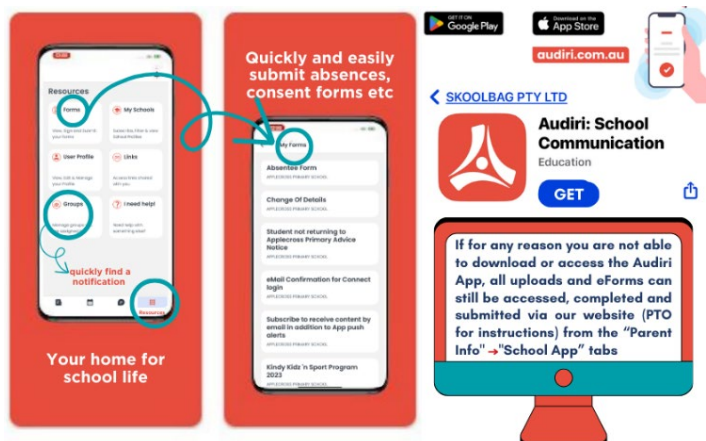 Resources
Forms
My Schools
User Profile
Links
Groups
I need help!
quickly find a
notification
Resources
Your home for
school life
Quickly and easily
submit absences,
consent forms etc
My Forms
Absentee Form
APPLECROSS PRIMARY SCHOOL
Change Of Details
APPLECROSS PRIMARY SCHOOL
Student not returning to
Applecross Primary Advice
Notice
APPLECROSS PRIMARY SCHOOL
eMail Confirmation for Connect
login
APPLECROSS PRIMARY SCHOOL
Subscribe to receive content by
email in addition to App push
alerts
APPLECROSS PRIMARY SCHOOL
Kindy Kidz 'n Sport Program
2023
APPLECROSS PRIMARY SCHOOL
GET IT ON
Google Play
Download on the
App Store
audiri.com.au
SKOOLBAG PTY LTD
Audiri: School
Communication
Education
GET
If for any reason you are not able
to download or access the Audiri
App, all uploads and eForms can
still be accessed, completed and
submitted via our website (PTO
for instructions) from the “Parent
Info" →"School App” tabs